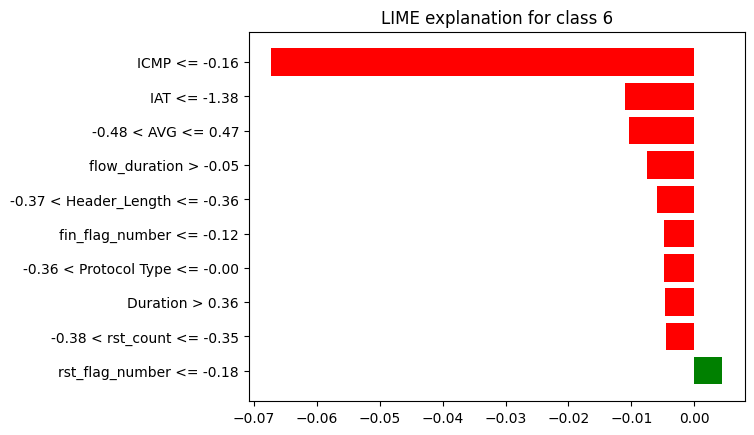 LIME explanation for class 6
ICMP <= -0.16
IAT <= -1.38
-0.48 < AVG <= 0.47
flow_duration > -0.05
-0.37 < Header_Length <= -0.36
fin_flag_number <= -0.12
-0.36 < Protocol Type <= -0.00
Duration > 0.36
-0.38 < rst_count <= -0.35
rst_flag_number <= -0.18
−0.07 −0.06 −0.05 −0.04 −0.03 −0.02 −0.01 0.00